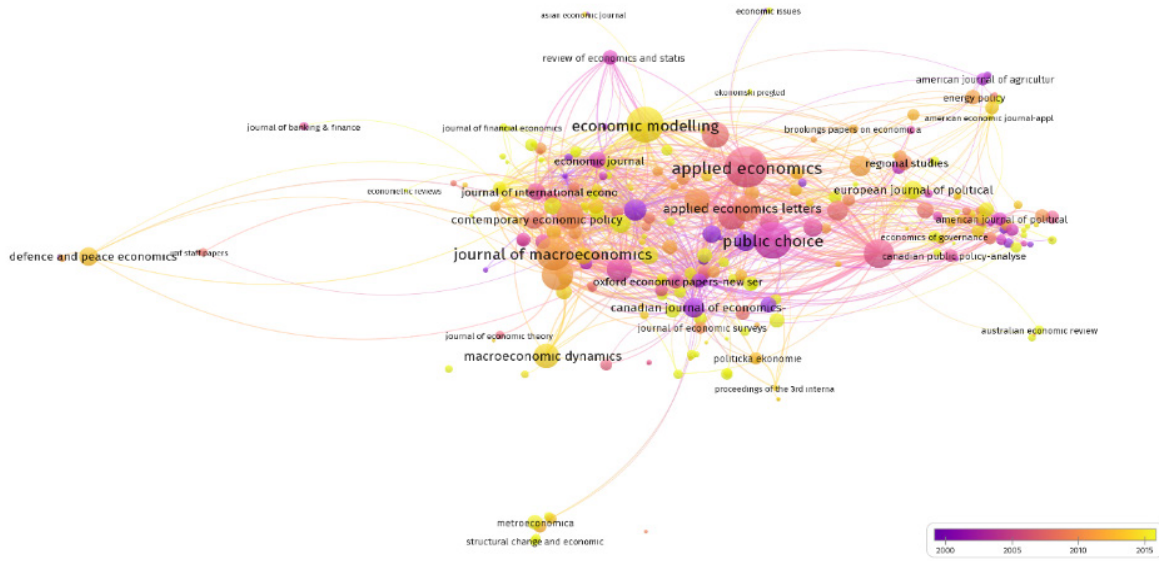 asian economic journal
economic issues
review of economics and statis
american journal of agricultur
ekonomski pregled
energy policy
american economic journal-appl
journal of banking & finance
journal of financial economics
economic modelling
brookings papers on economic a
economic journal
applied economics
regional studies
econometric reviews
journal of international econo
european journal of political
contemporary economic policy
applied economics letters
american journal of political
economics of governance
public choice
defence and peace economics
imf staff papers
journal of macroeconomics
canadian public policy-analyse
oxford economic papers-new ser
canadian journal of economics-
journal of economic surveys
australian economic review
journal of economic theory
macroeconomic dynamics
politicka ekonomie
proceedings of the 3rd interna
metroeconomica
structural change and economic
2000
2005
2010
2015